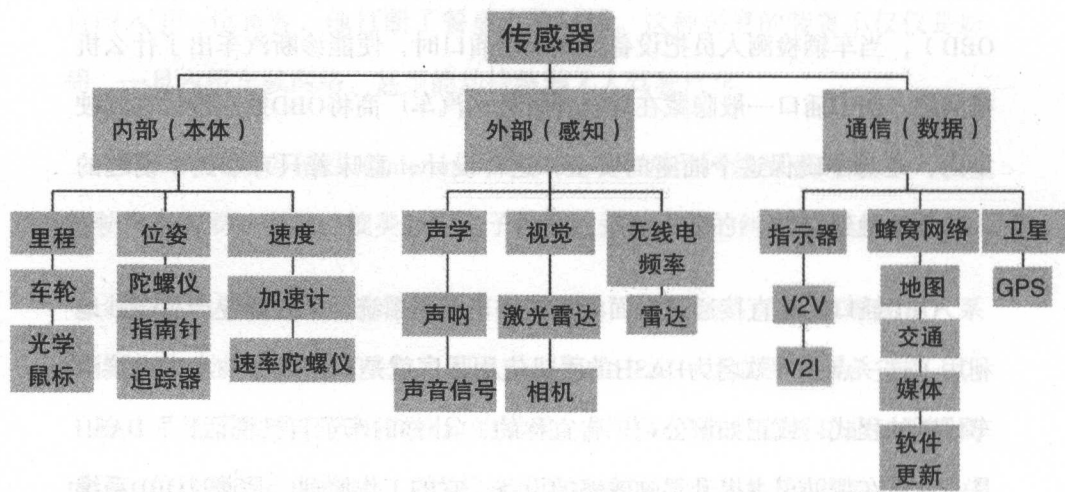 传感器
内部（本体）
外部（感知）
通信（数据）
里程
位姿
速度
声学
视觉
无线电
频率
指示器
蜂窝网络
卫星
车轮
陀螺仪
指南针
追踪器
加速计
声呐
激光雷达
雷达
V2V
地图
GPS
光学
鼠标
速率陀螺仪
声音信号
相机
V2I
交通
媒体
软件
更新